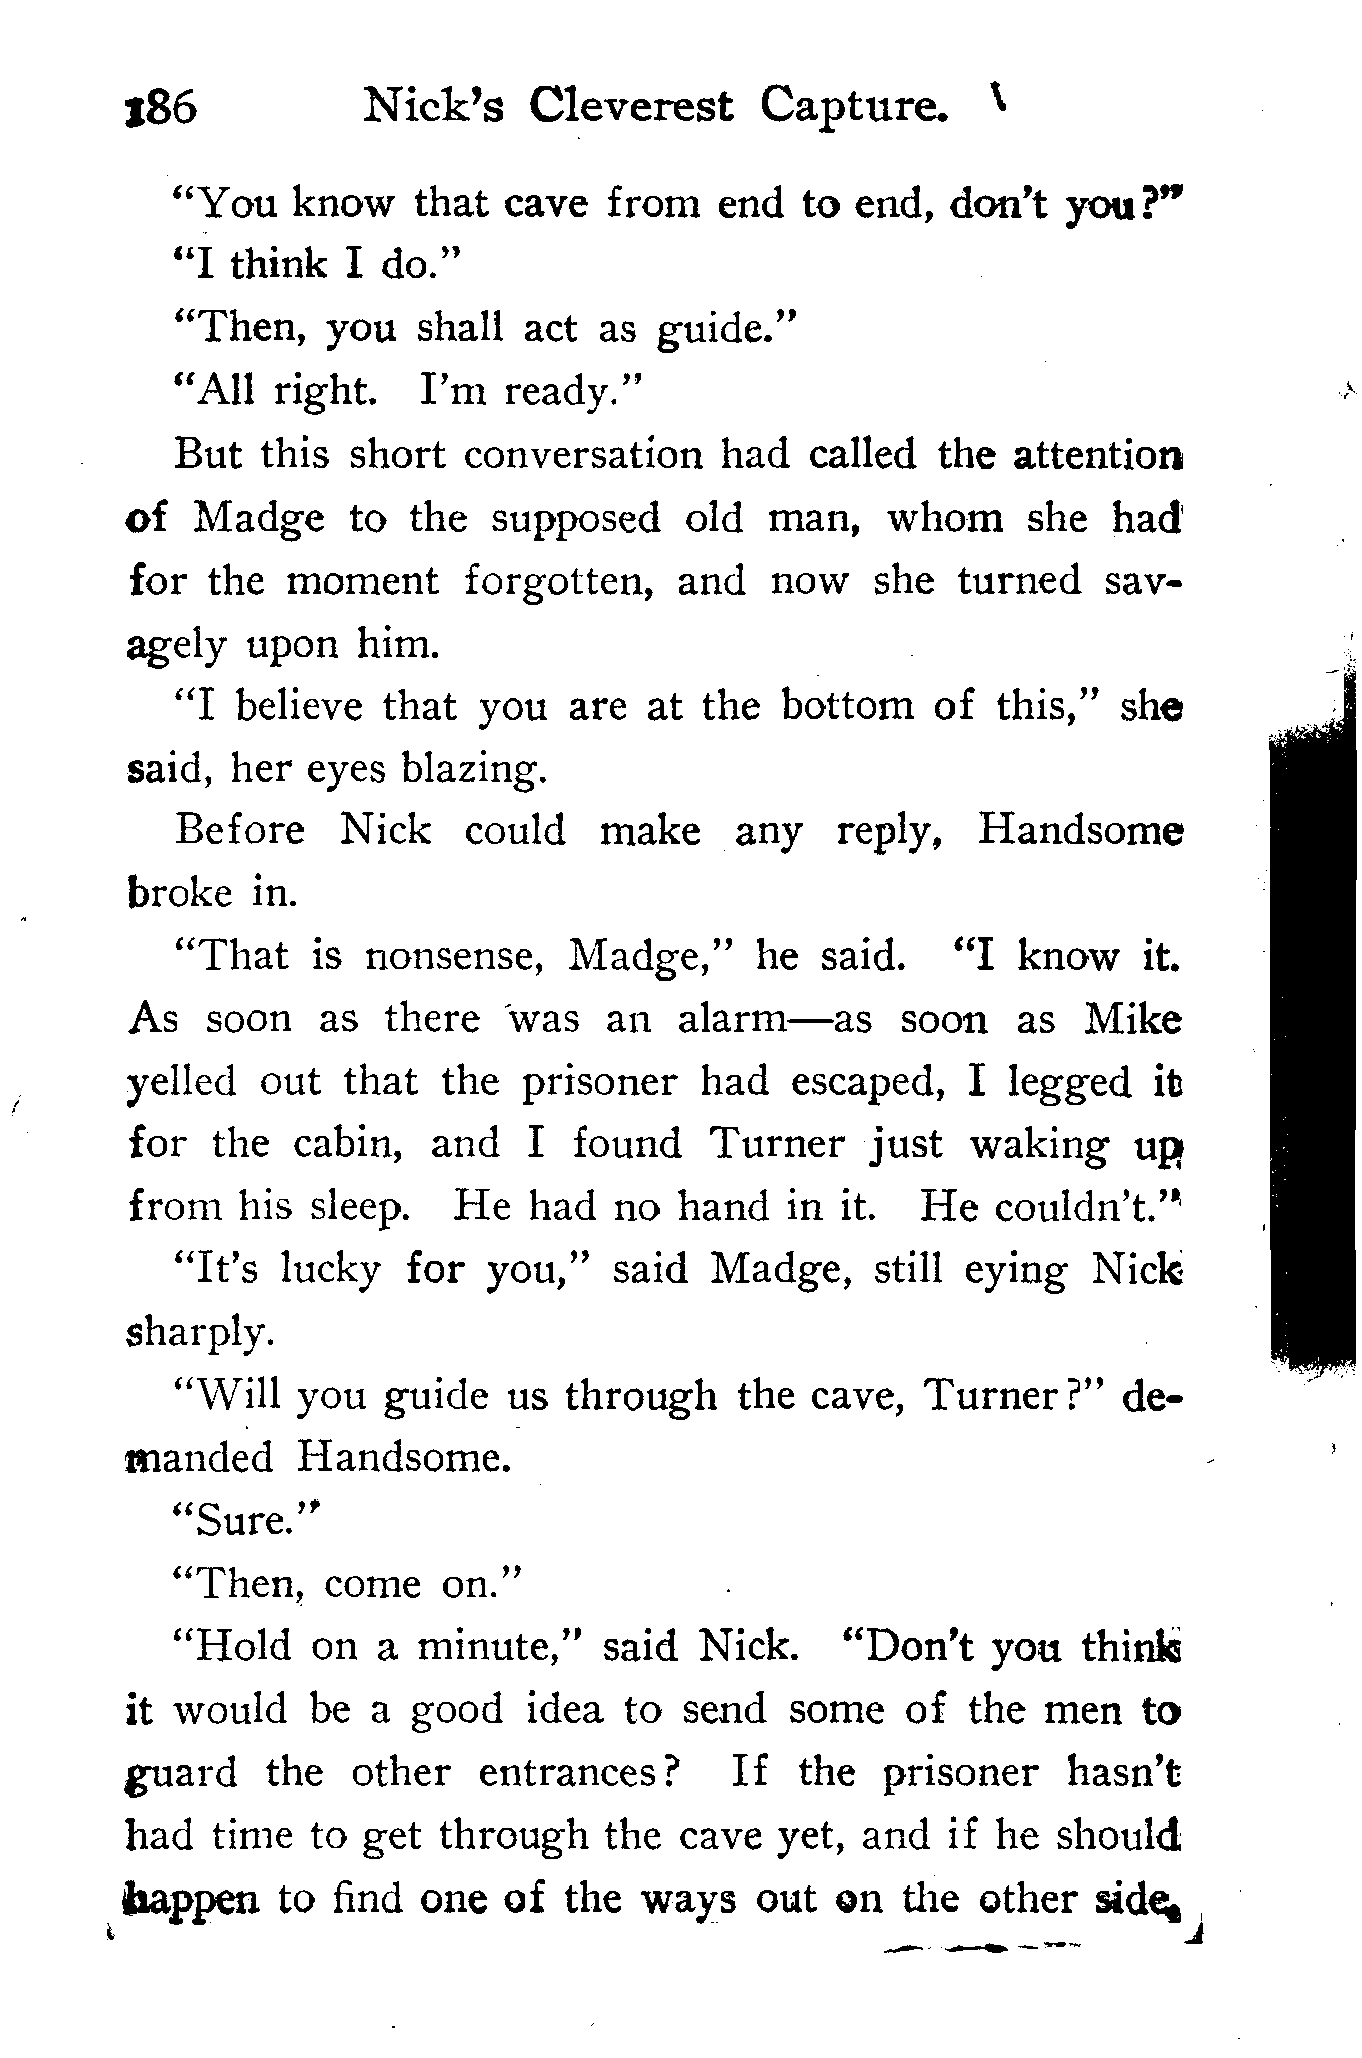 186 Nick's Cleverest Capture.
"You know that cave from end to end, don't you?"
"I think I do."
"Then, you shall act as guide."
"All right. I'm ready."
But this short conversation had called the attention
of Madge to the supposed old man, whom she had
for the moment forgotten, and now she turned sav-
agely upon him.
"I believe that you are at the bottom of this," she
said, her eyes blazing.
Before Nick could make any reply, Handsome
broke in.
"That is nonsense, Madge," he said. "I know it.
As soon as there was an alarm—as soon as Mike
yelled out that the prisoner had escaped, I legged it
for the cabin, and I found Turner just waking up
from his sleep. He had no hand in it. He couldn't."
"It's lucky for you," said Madge, still eying Nick
sharply.
"Will you guide us through the cave, Turner?" de-
manded Handsome.
"Sure."
"Then, come on."
"Hold on a minute," said Nick. "Don't you think
it would be a good idea to send some of the men to
guard the other entrances? If the prisoner hasn't
had time to get through the cave yet, and if he should
happen to find one of the ways out on the other side,